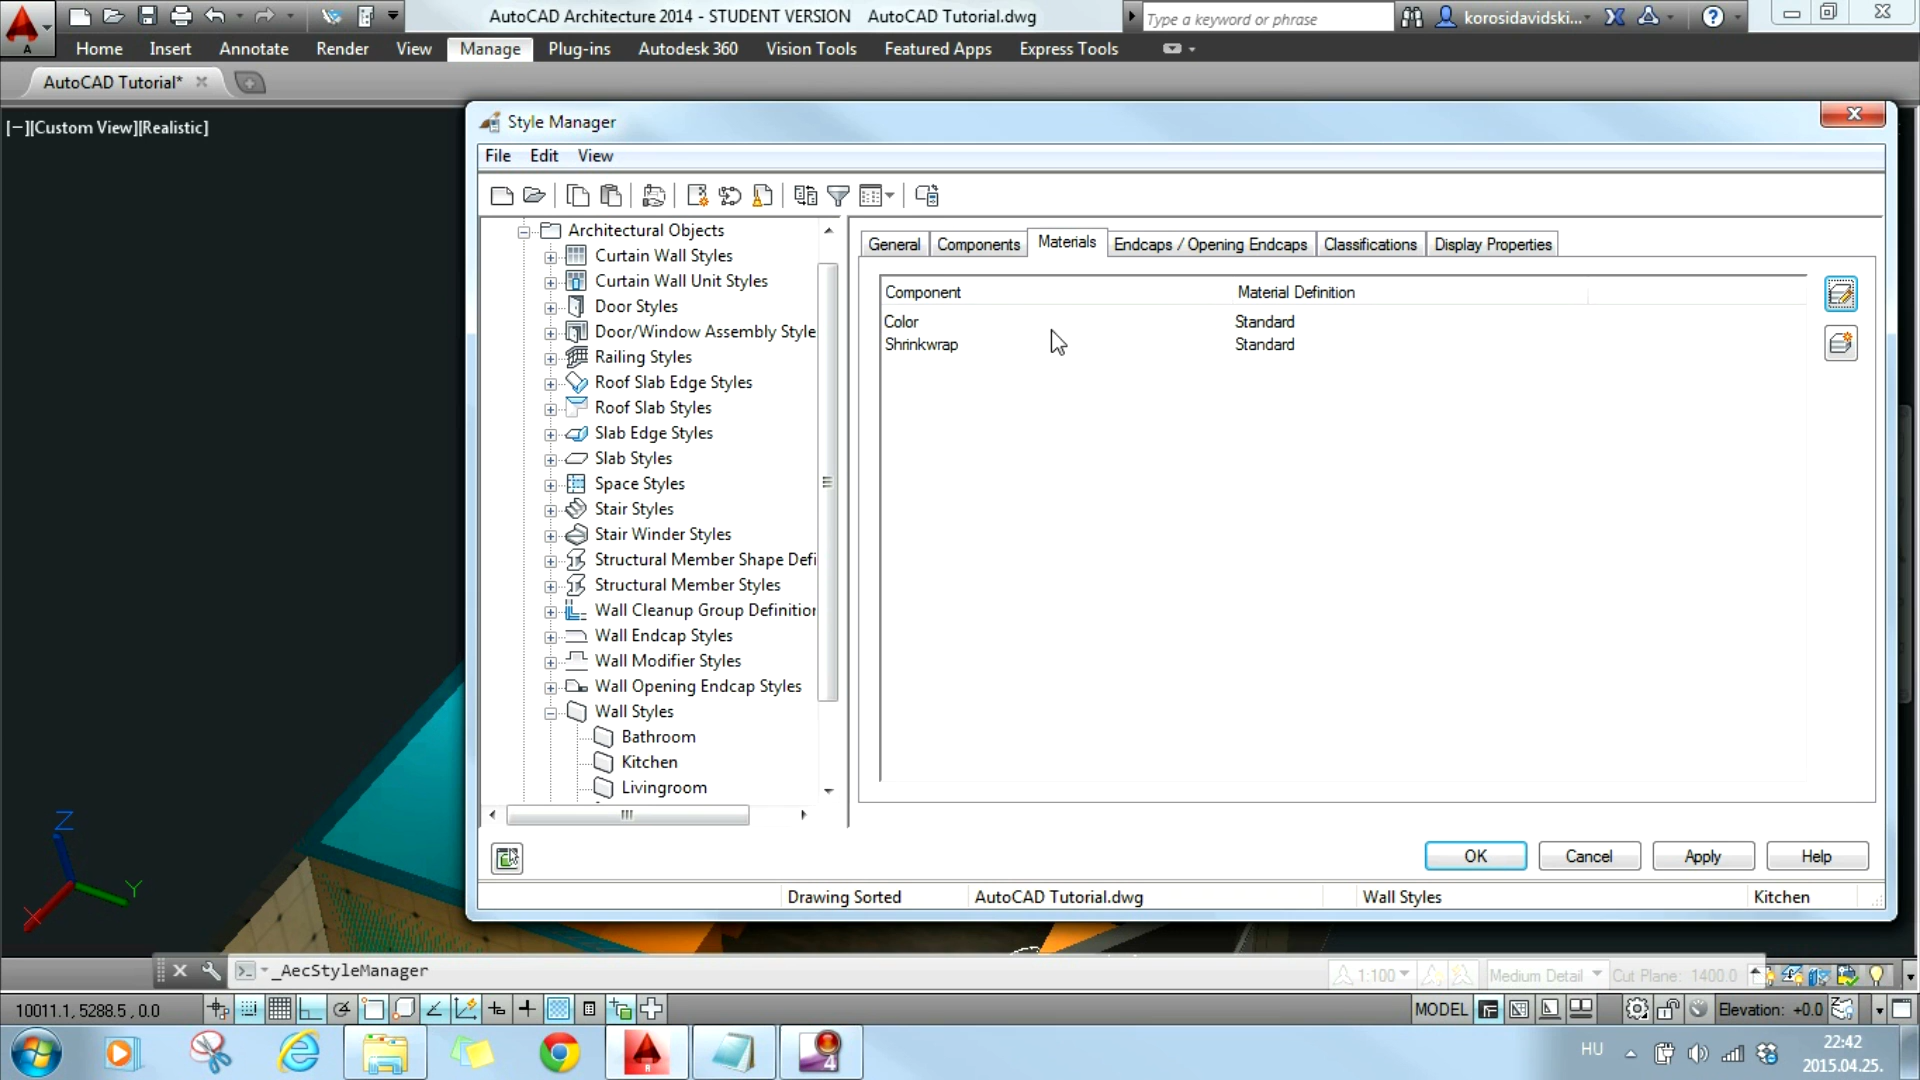 AutoCAD Architecture 2014 - STUDENT VERSION AutoCAD Tutorial.dwg
Type a keyword or phrase
korosidavidski...
A
Home Insert Annotate Render View Manage Plug-ins Autodesk 360 Vision Tools Featured Apps Express Tools
AutoCAD Tutorial*
[−][Custom View][Realistic]
Style Manager
File Edit View
Architectural Objects
Curtain Wall Styles
Curtain Wall Unit Styles
Door Styles
Door/Window Assembly Style
Railing Styles
Roof Slab Edge Styles
Roof Slab Styles
Slab Edge Styles
Slab Styles
Space Styles
Stair Styles
Stair Winder Styles
Structural Member Shape Defi
Structural Member Styles
Wall Cleanup Group Definition
Wall Endcap Styles
Wall Modifier Styles
Wall Opening Endcap Styles
Wall Styles
Bathroom
Kitchen
Livingroom
General Components Materials Endcaps / Opening Endcaps Classifications Display Properties
Component Material Definition
Color Standard
Shrinkwrap Standard
OK Cancel Apply Help
Drawing Sorted AutoCAD Tutorial.dwg Wall Styles Kitchen
Z
Y
X
_AecStyleManager
1:100 Medium Detail Cut Plane: 1400.0
10011.1, 5288.5 , 0.0
MODEL
Elevation: +0.0
4
HU
22:42
2015.04.25.